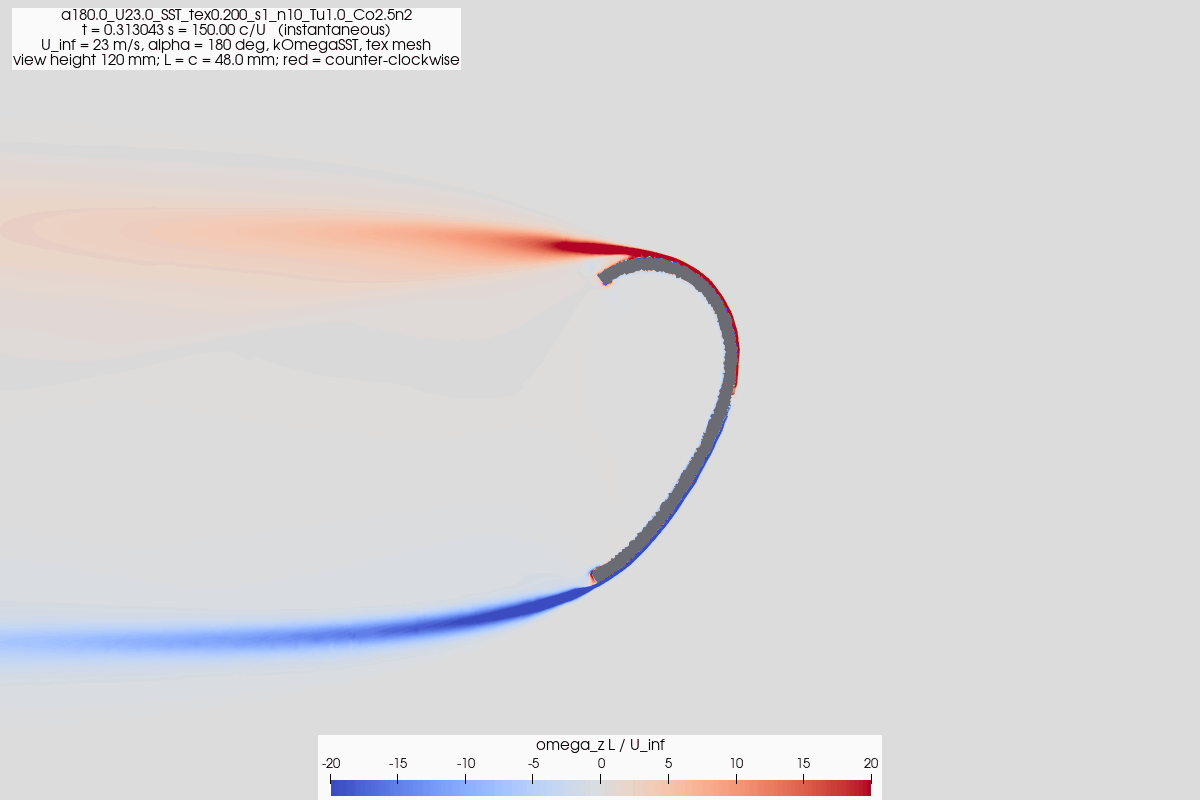 a180.0_U23.0_SST_tex0.200_s1_n10_Tu1.0_Co2.5n2
t = 0.313043 s = 150.00 c/U (instantaneous)
U_inf = 23 m/s, alpha = 180 deg, kOmegaSST, tex mesh
view height 120 mm; L = c = 48.0 mm; red = counter-clockwise
omega_z L / U_inf
-20 -15 -10 -5 0 5 10 15 20